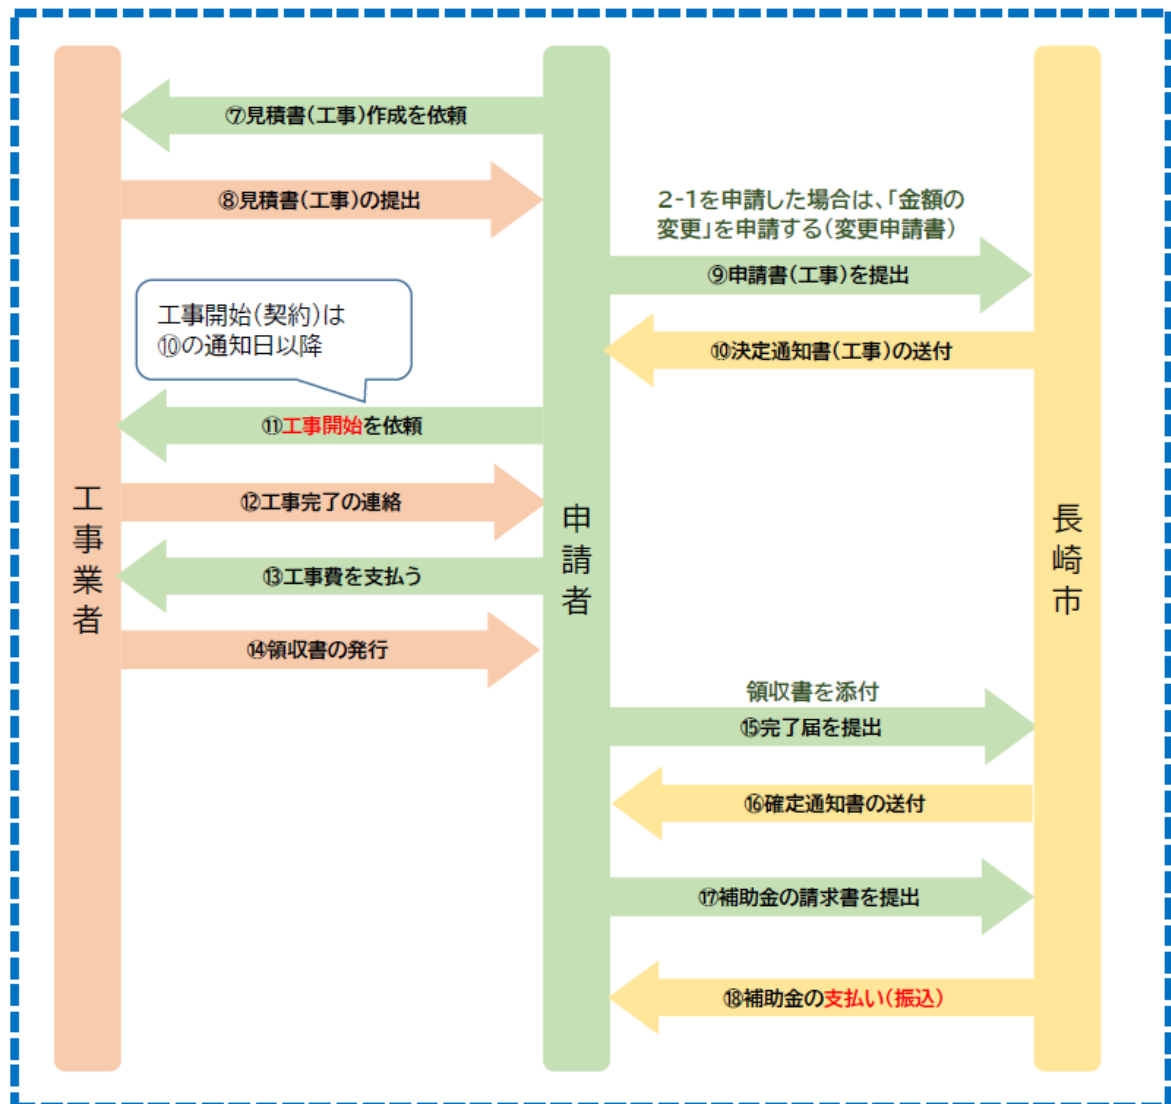 ⑦見積書(工事)作成を依頼
⑧見積書(工事)の提出
2-1を申請した場合は、「金額の
変更」を申請する(変更申請書)
⑨申請書(工事)を提出
工事開始(契約)は
⑩の通知日以降
⑩決定通知書(工事)の送付
⑪工事開始を依頼
工事業者
申請者
長崎市
⑫工事完了の連絡
⑬工事費を支払う
⑭領収書の発行
領収書を添付
⑮完了届を提出
⑯確定通知書の送付
⑰補助金の請求書を提出
⑱補助金の支払い(振込)